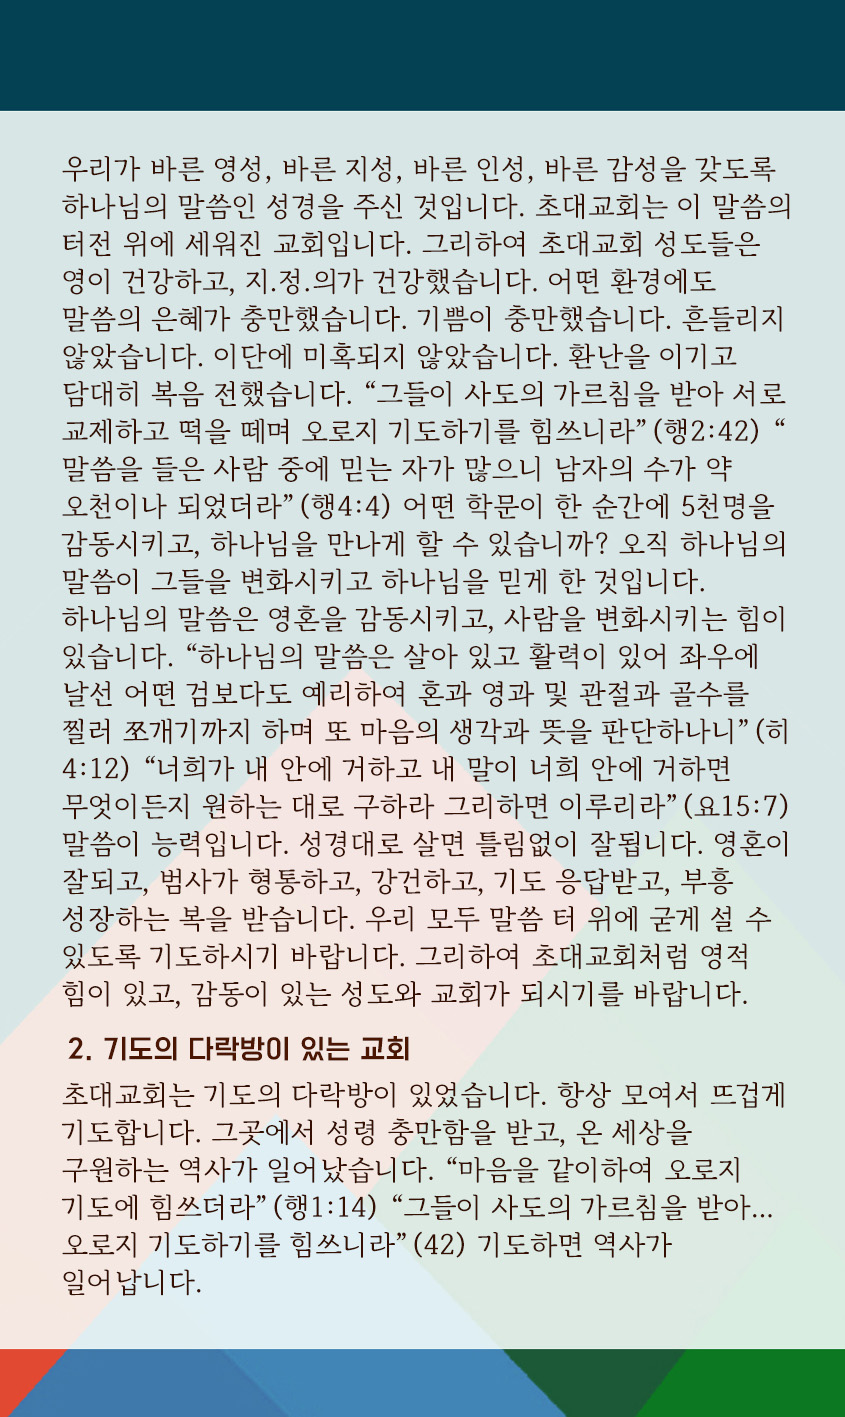 우리가 바른 영성, 바른 지성, 바른 인성, 바른 감성을 갖도록
하나님의 말씀인 성경을 주신 것입니다. 초대교회는 이 말씀의
터전 위에 세워진 교회입니다. 그리하여 초대교회 성도들은
영이 건강하고, 지.정.의가 건강했습니다. 어떤 환경에도
말씀의 은혜가 충만했습니다. 기쁨이 충만했습니다. 흔들리지
않았습니다. 이단에 미혹되지 않았습니다. 환난을 이기고
담대히 복음 전했습니다. “그들이 사도의 가르침을 받아 서로
교제하고 떡을 떼며 오로지 기도하기를 힘쓰니라”(행2:42) “
말씀을 들은 사람 중에 믿는 자가 많으니 남자의 수가 약
오천이나 되었더라”(행4:4) 어떤 학문이 한 순간에 5천명을
감동시키고, 하나님을 만나게 할 수 있습니까? 오직 하나님의
말씀이 그들을 변화시키고 하나님을 믿게 한 것입니다.
하나님의 말씀은 영혼을 감동시키고, 사람을 변화시키는 힘이
있습니다. “하나님의 말씀은 살아 있고 활력이 있어 좌우에
날선 어떤 검보다도 예리하여 혼과 영과 및 관절과 골수를
찔러 쪼개기까지 하며 또 마음의 생각과 뜻을 판단하나니”(히
4:12) “너희가 내 안에 거하고 내 말이 너희 안에 거하면
무엇이든지 원하는 대로 구하라 그리하면 이루리라”(요15:7)
말씀이 능력입니다. 성경대로 살면 틀림없이 잘됩니다. 영혼이
잘되고, 범사가 형통하고, 강건하고, 기도 응답받고, 부흥
성장하는 복을 받습니다. 우리 모두 말씀 터 위에 굳게 설 수
있도록 기도하시기 바랍니다. 그리하여 초대교회처럼 영적
힘이 있고, 감동이 있는 성도와 교회가 되시기를 바랍니다.
2. 기도의 다락방이 있는 교회
초대교회는 기도의 다락방이 있었습니다. 항상 모여서 뜨겁게
기도합니다. 그곳에서 성령 충만함을 받고, 온 세상을
구원하는 역사가 일어났습니다. “마음을 같이하여 오로지
기도에 힘쓰더라”(행1:14) “그들이 사도의 가르침을 받아...
오로지 기도하기를 힘쓰니라”(42) 기도하면 역사가
일어납니다.